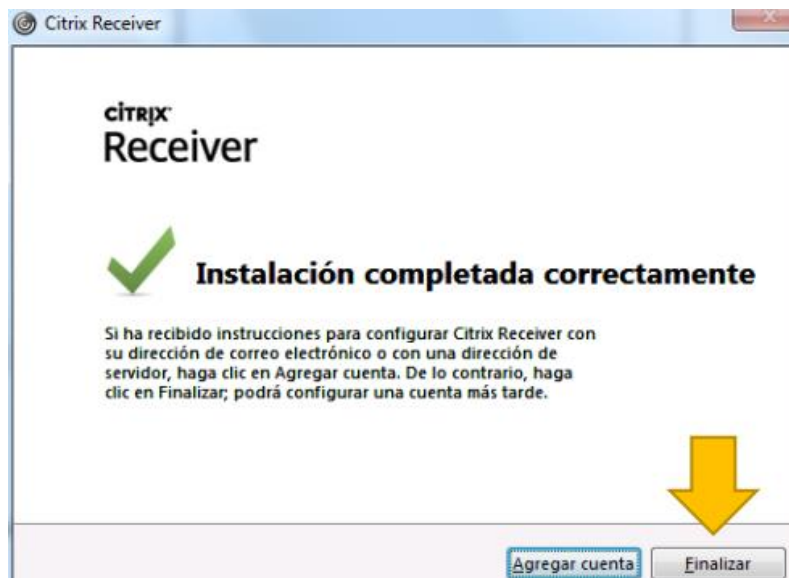 Citrix Receiver
CITRIX
Receiver
Instalación completada correctamente
Si ha recibido instrucciones para configurar Citrix Receiver con
su dirección de correo electrónico o con una dirección de
servidor, haga clic en Agregar cuenta. De lo contrario, haga
clic en Finalizar; podrá configurar una cuenta más tarde.
Agregar cuenta
Finalizar